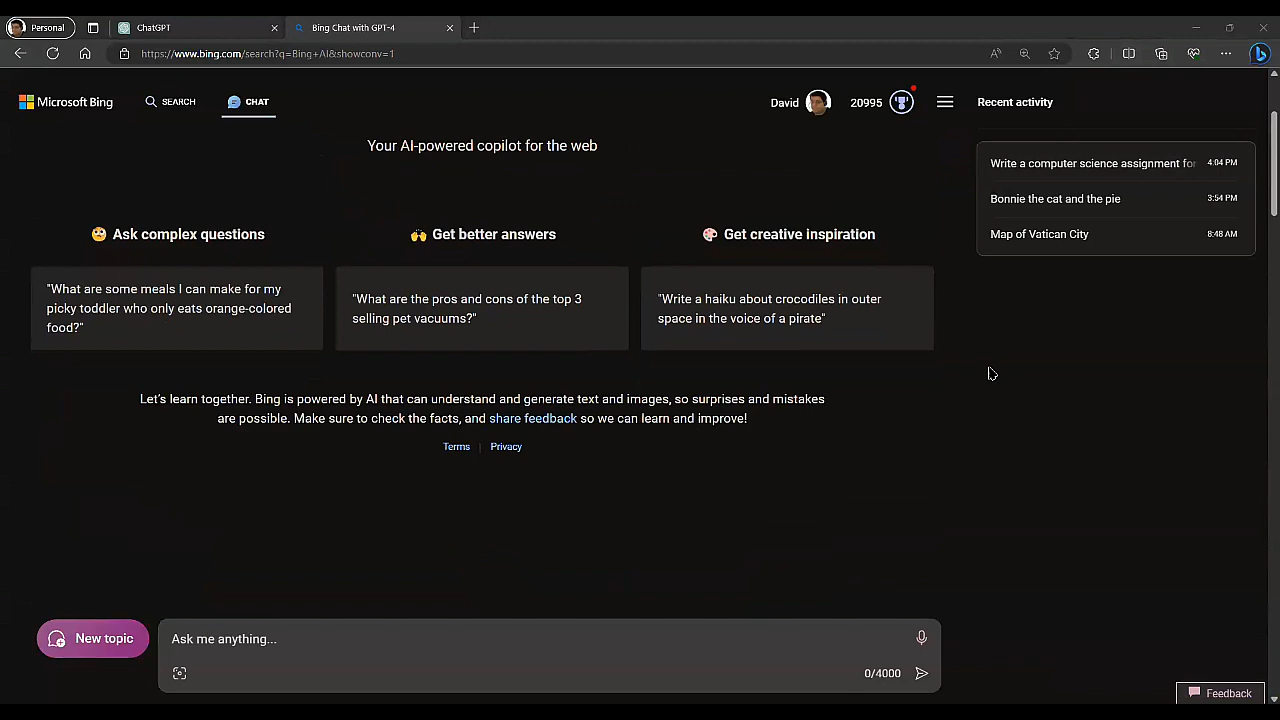 Personal
ChatGPT
Bing Chat with GPT-4
https://www.bing.com/search?q=Bing+AI&showconv=1
Microsoft Bing
SEARCH
CHAT
David
20995
Recent activity
Your AI-powered copilot for the web
Write a computer science assignment for
4:04 PM
Bonnie the cat and the pie
3:54 PM
Map of Vatican City
8:48 AM
Ask complex questions
Get better answers
Get creative inspiration
"What are some meals I can make for my
picky toddler who only eats orange-colored
food?"
"What are the pros and cons of the top 3
selling pet vacuums?"
"Write a haiku about crocodiles in outer
space in the voice of a pirate"
Let's learn together. Bing is powered by AI that can understand and generate text and images, so surprises and mistakes
are possible. Make sure to check the facts, and share feedback so we can learn and improve!
Terms | Privacy
New topic
Ask me anything...
0/4000
Feedback